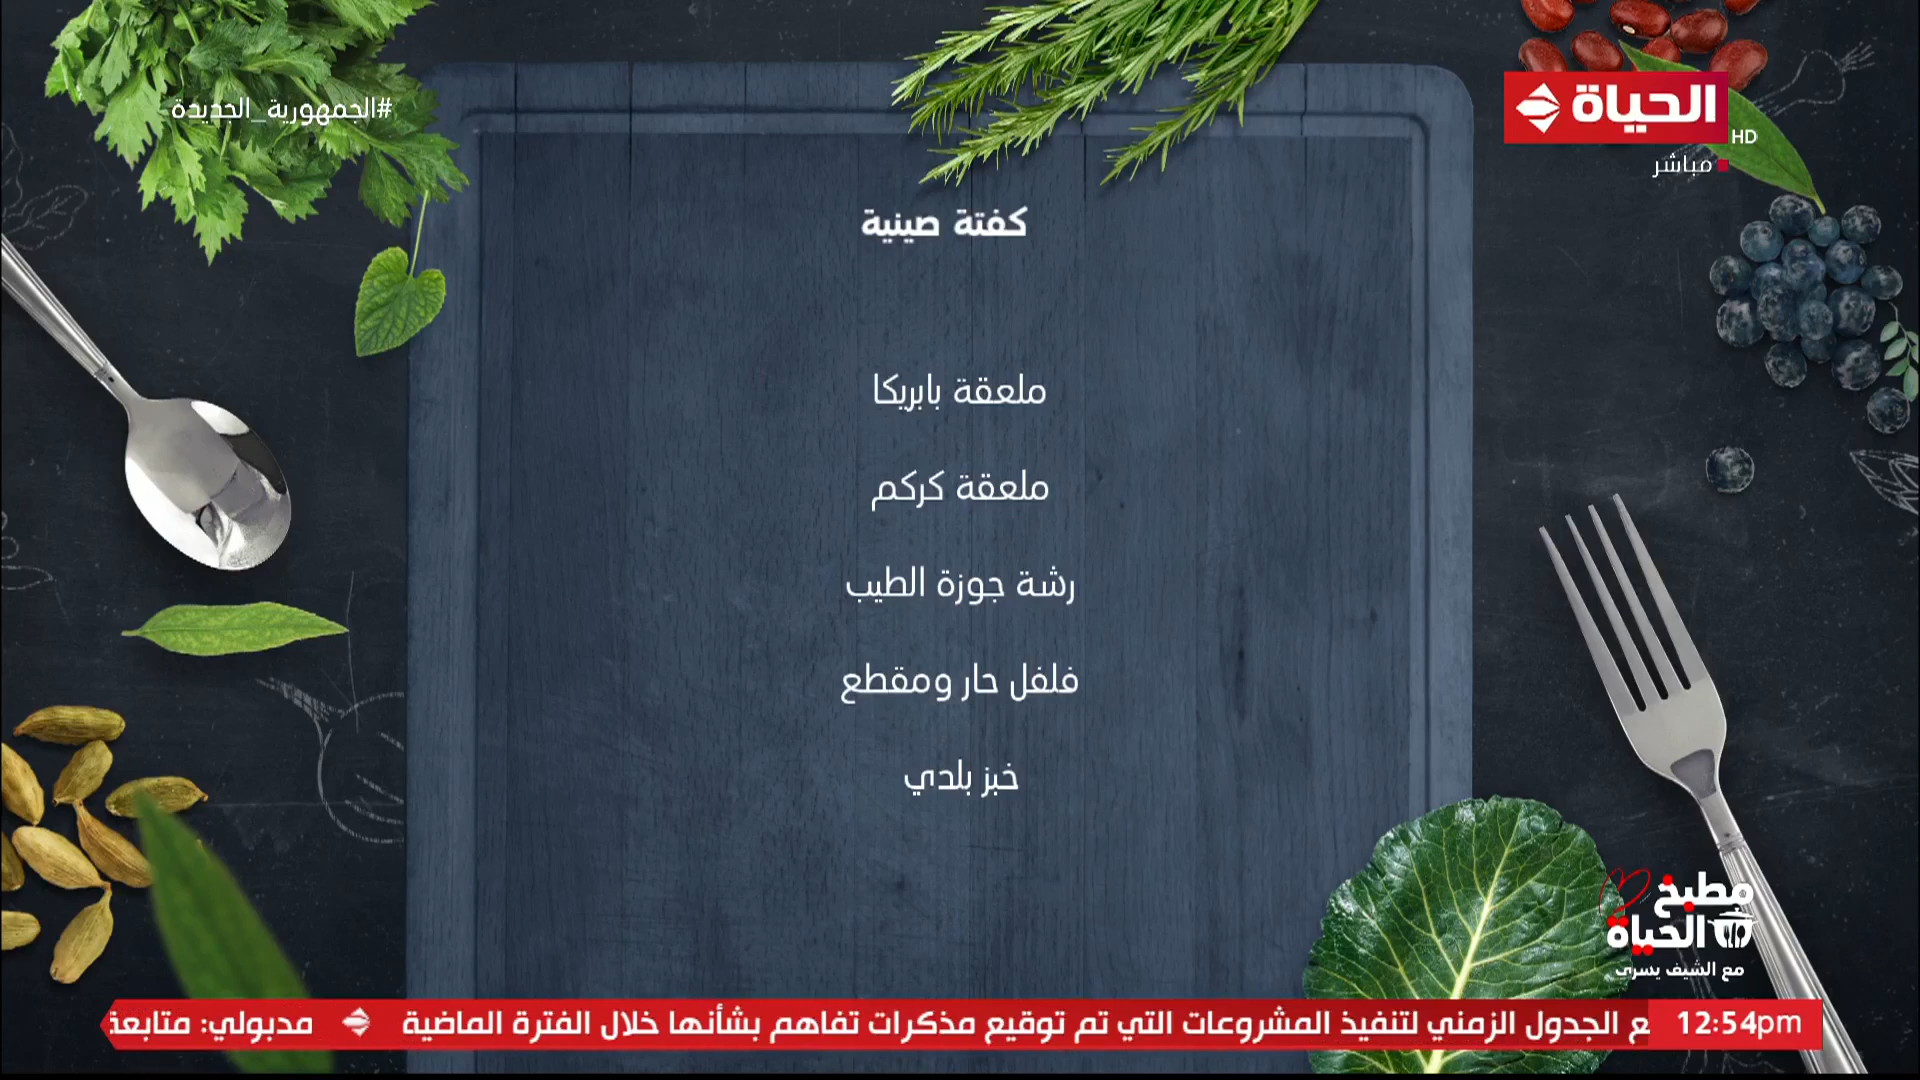 #الجمهورية_الجديدة
الحياة
HD
مباشر
كفتة صينية
ملعقة بابريكا
ملعقة كركم
رشة جوزة الطيب
فلفل حار ومقطع
خبز بلدي
مطبخ
الحياة
مع الشيف يسري
ع الجدول الزمني لتنفيذ المشروعات التي تم توقيع مذكرات تفاهم بشأنها خلال الفترة الماضية مدبولي: متابعة
12:54pm